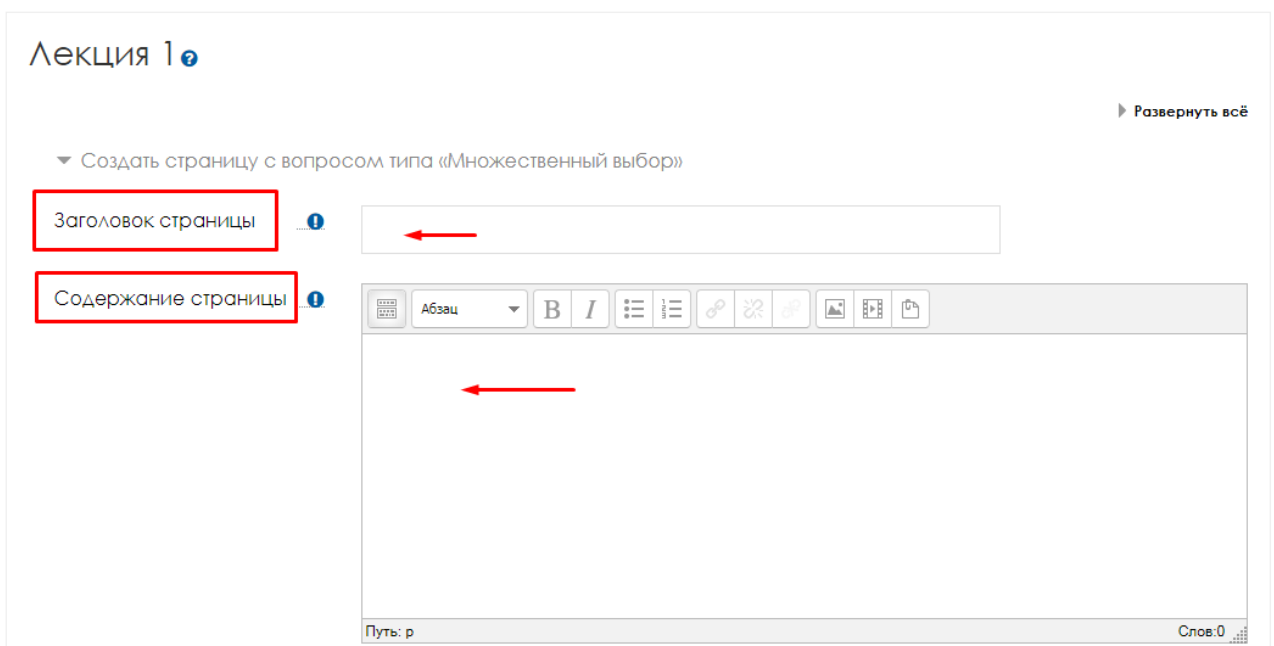 Лекция 1
Развернуть всё
Создать страницу с вопросом типа «Множественный выбор»
Заголовок страницы
Содержание страницы
Абзац B I
Путь: p Слов:0